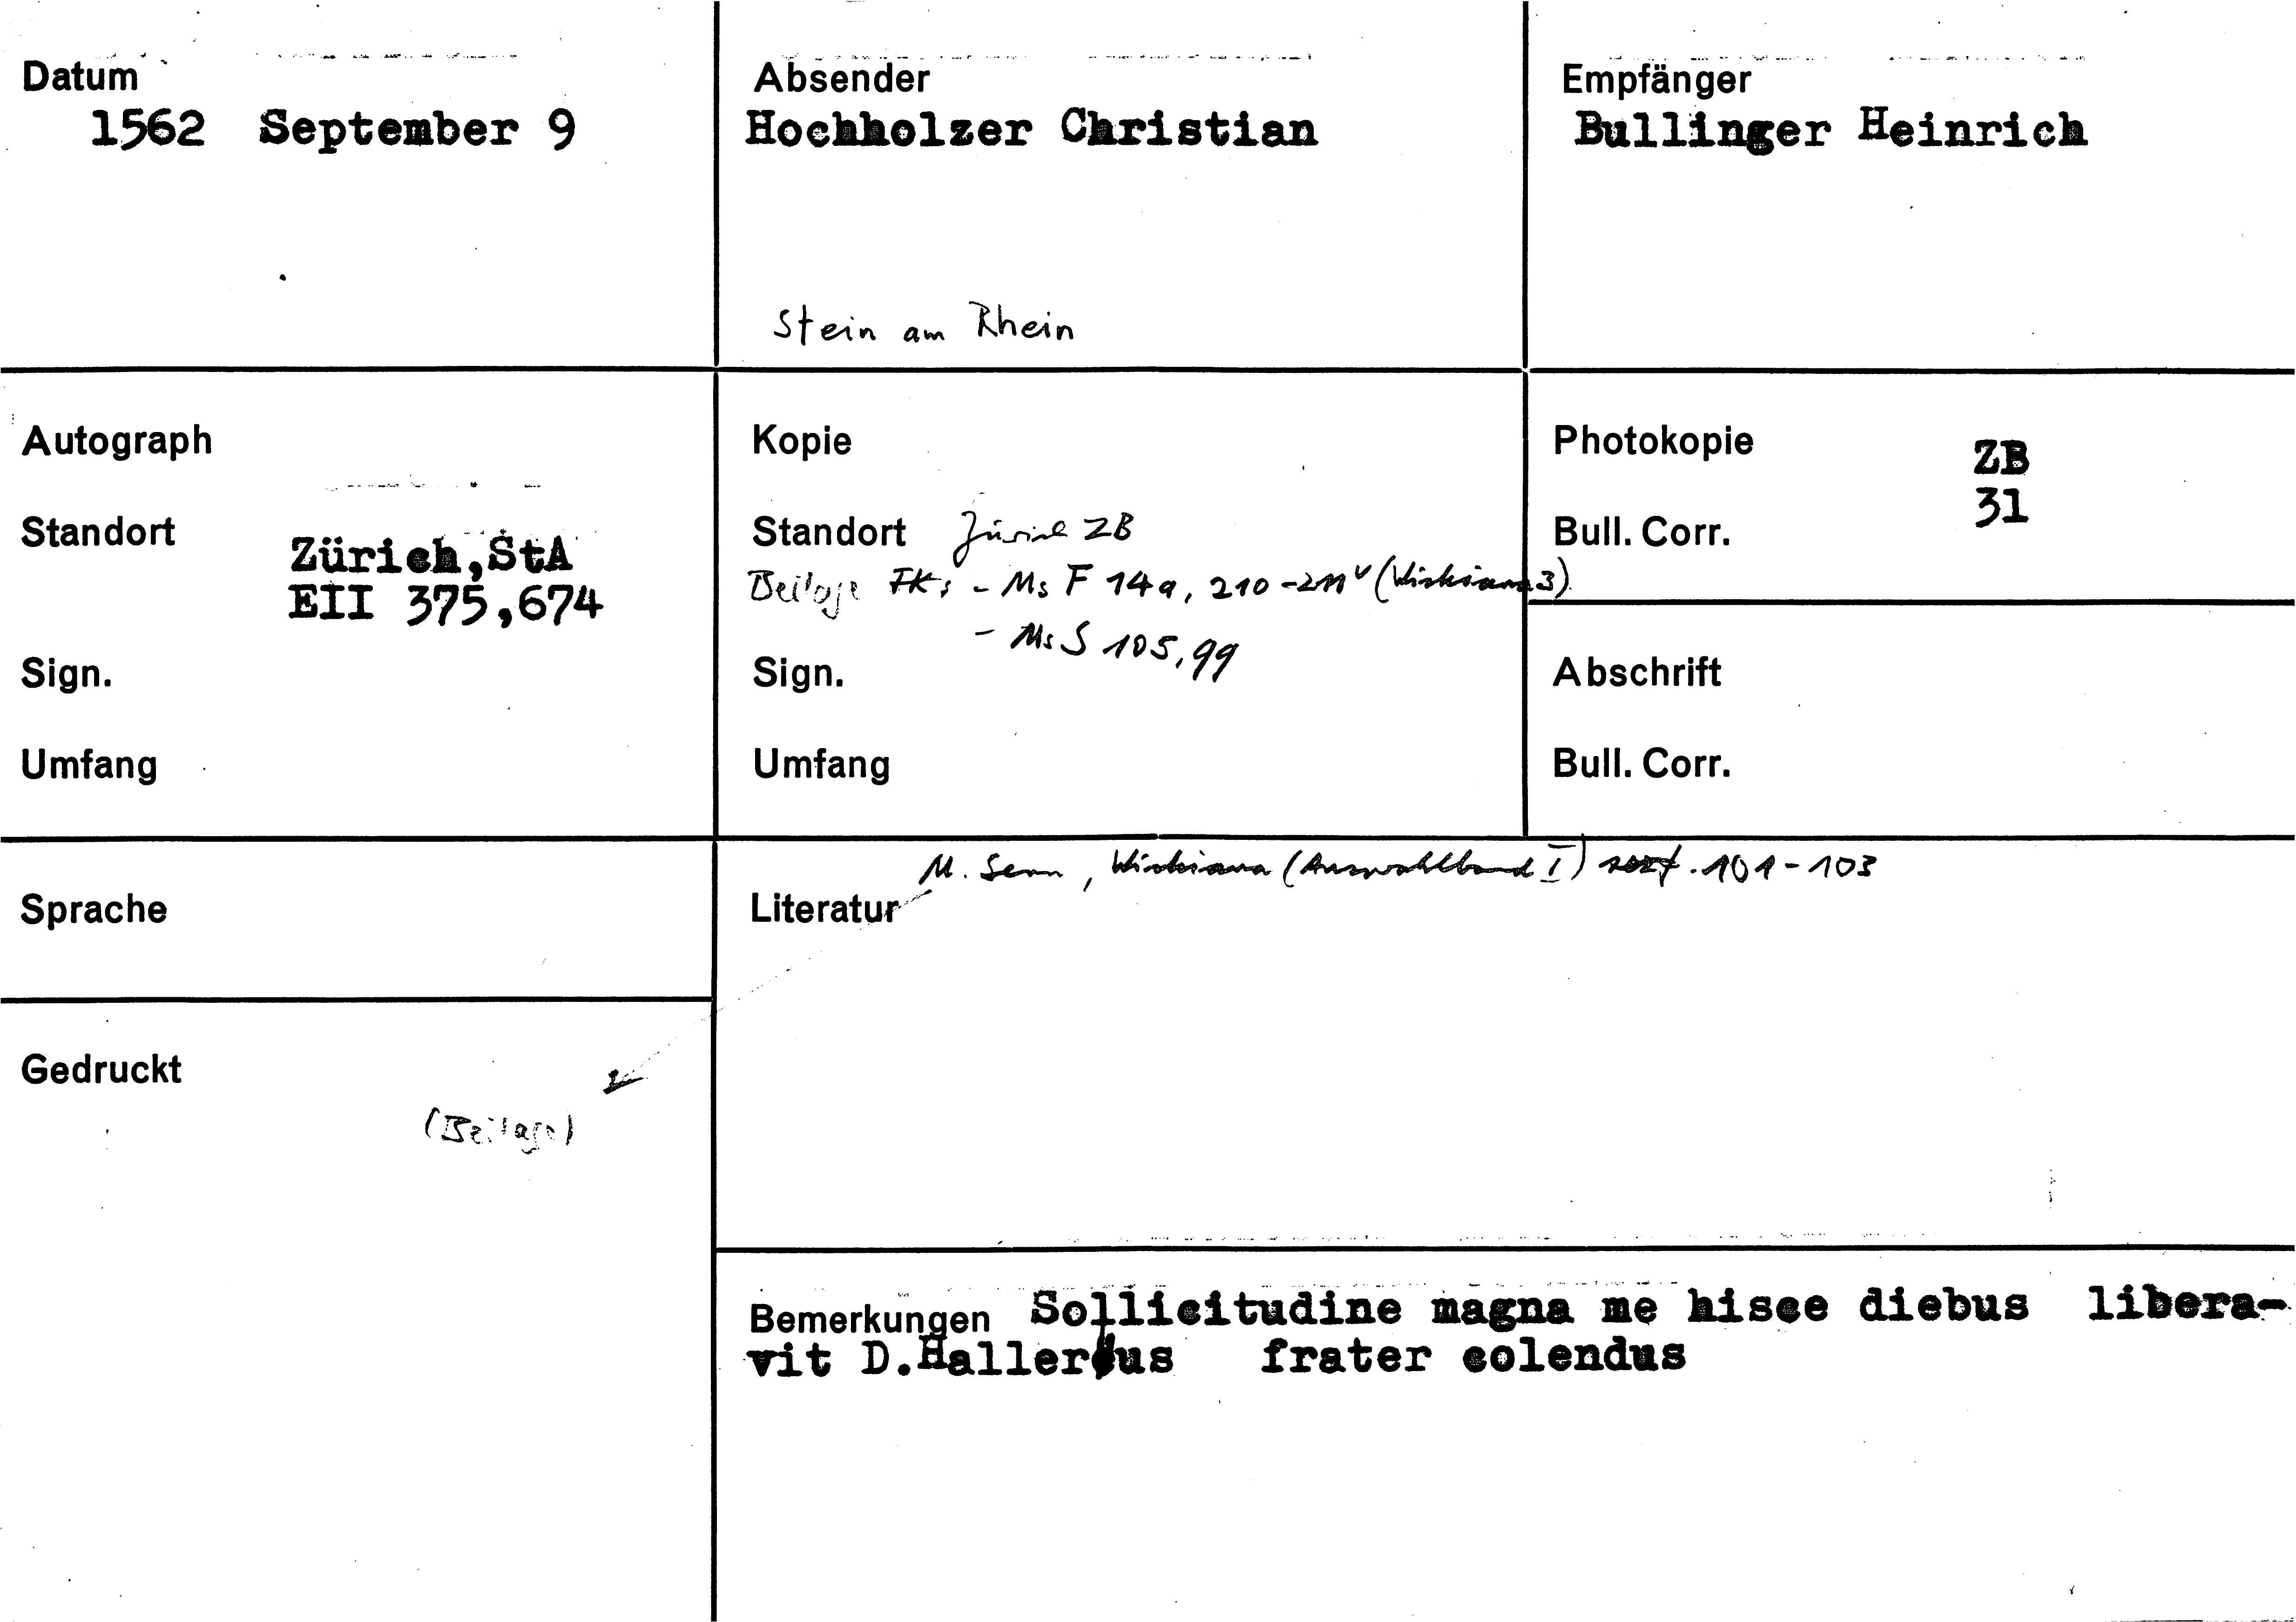 Datum
1562 September 9
Absender
Hochholzer Christian
Stein am Rhein
Empfänger
Bullinger Heinrich
Autograph
Standort
Zürich,StA
EII 375,674
Sign.
Umfang
Kopie
Standort Zürich ZB
Beilage - Ms F 14a, 210-211v (Wickiana 3)
- Ms S 105,99
Sign.
Umfang
Photokopie ZB
Bull. Corr. 31
Abschrift
Bull. Corr.
Sprache
Gedruckt
(Beilage)
M. Senn, Wickiana (Auswahlband I) 101-103
Literatur
Bemerkungen Sollicitudine magna me hisce diebus libera-
vit D.Hallerus frater colendus